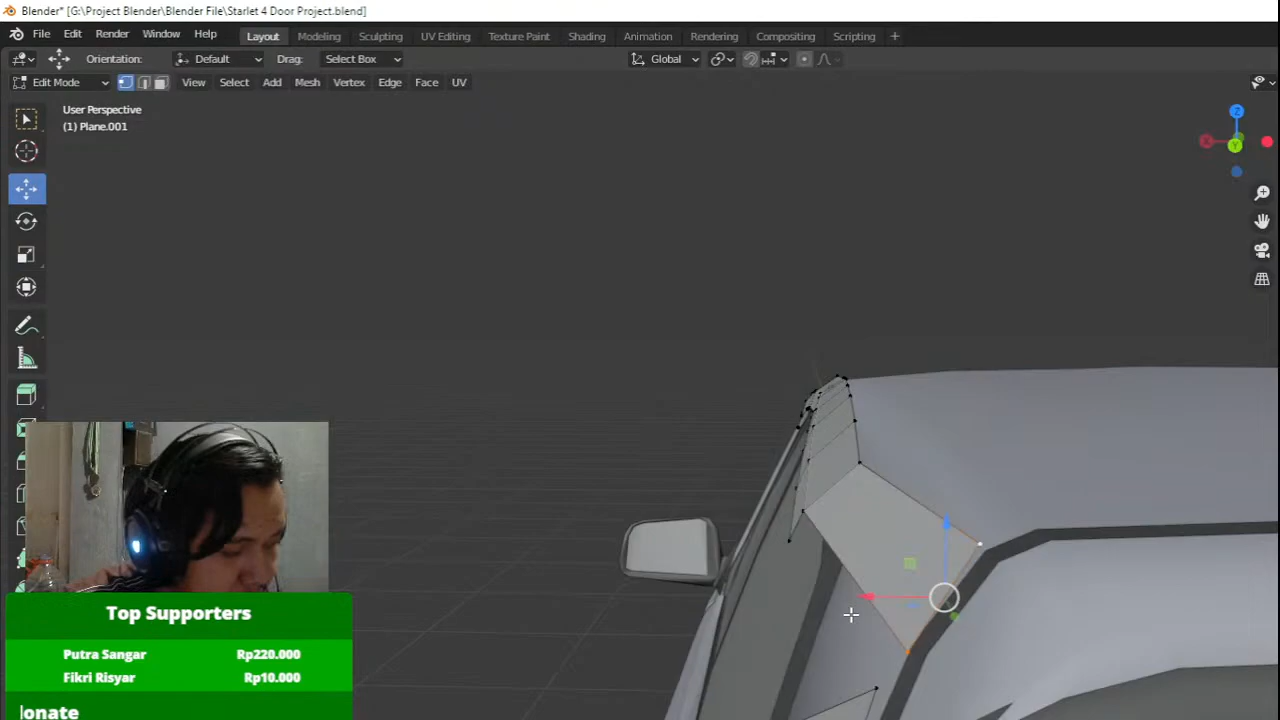 Blender* [G:\Project Blender\Blender File\Starlet 4 Door Project.blend]
File Edit Render Window Help Layout Modeling Sculpting UV Editing Texture Paint Shading Animation Rendering Compositing Scripting +
Orientation: Default Drag: Select Box Global
Edit Mode View Select Add Mesh Vertex Edge Face UV
User Perspective
(1) Plane.001
Z
X
Y
Top Supporters
Putra Sangar Rp220.000
Fikri Risyar Rp10.000
onate